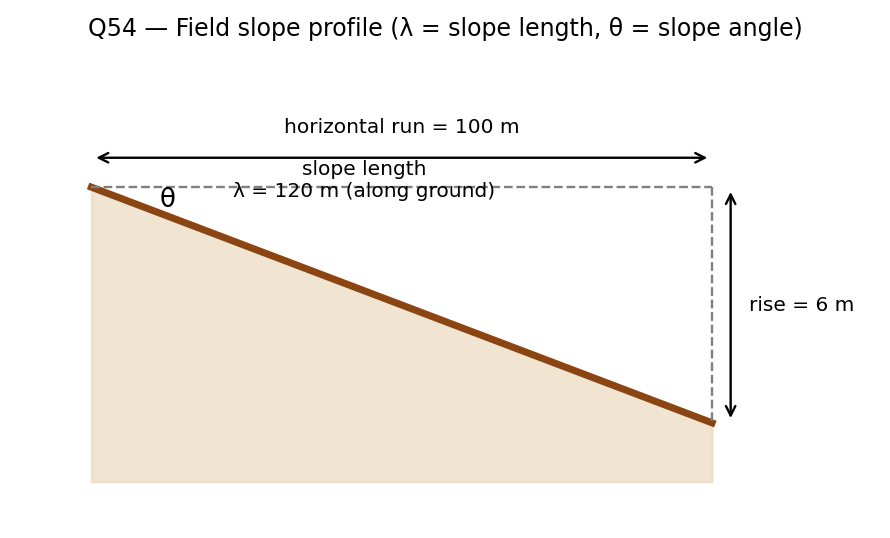 Q54 — Field slope profile (λ = slope length, θ = slope angle)
horizontal run = 100 m
slope length
λ = 120 m (along ground)
θ
rise = 6 m